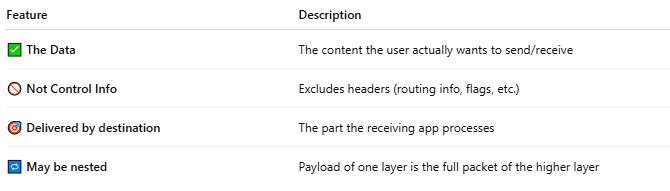 Feature Description
✅ The Data The content the user actually wants to send/receive
🚫 Not Control Info Excludes headers (routing info, flags, etc.)
🎯 Delivered by destination The part the receiving app processes
🔁 May be nested Payload of one layer is the full packet of the higher layer